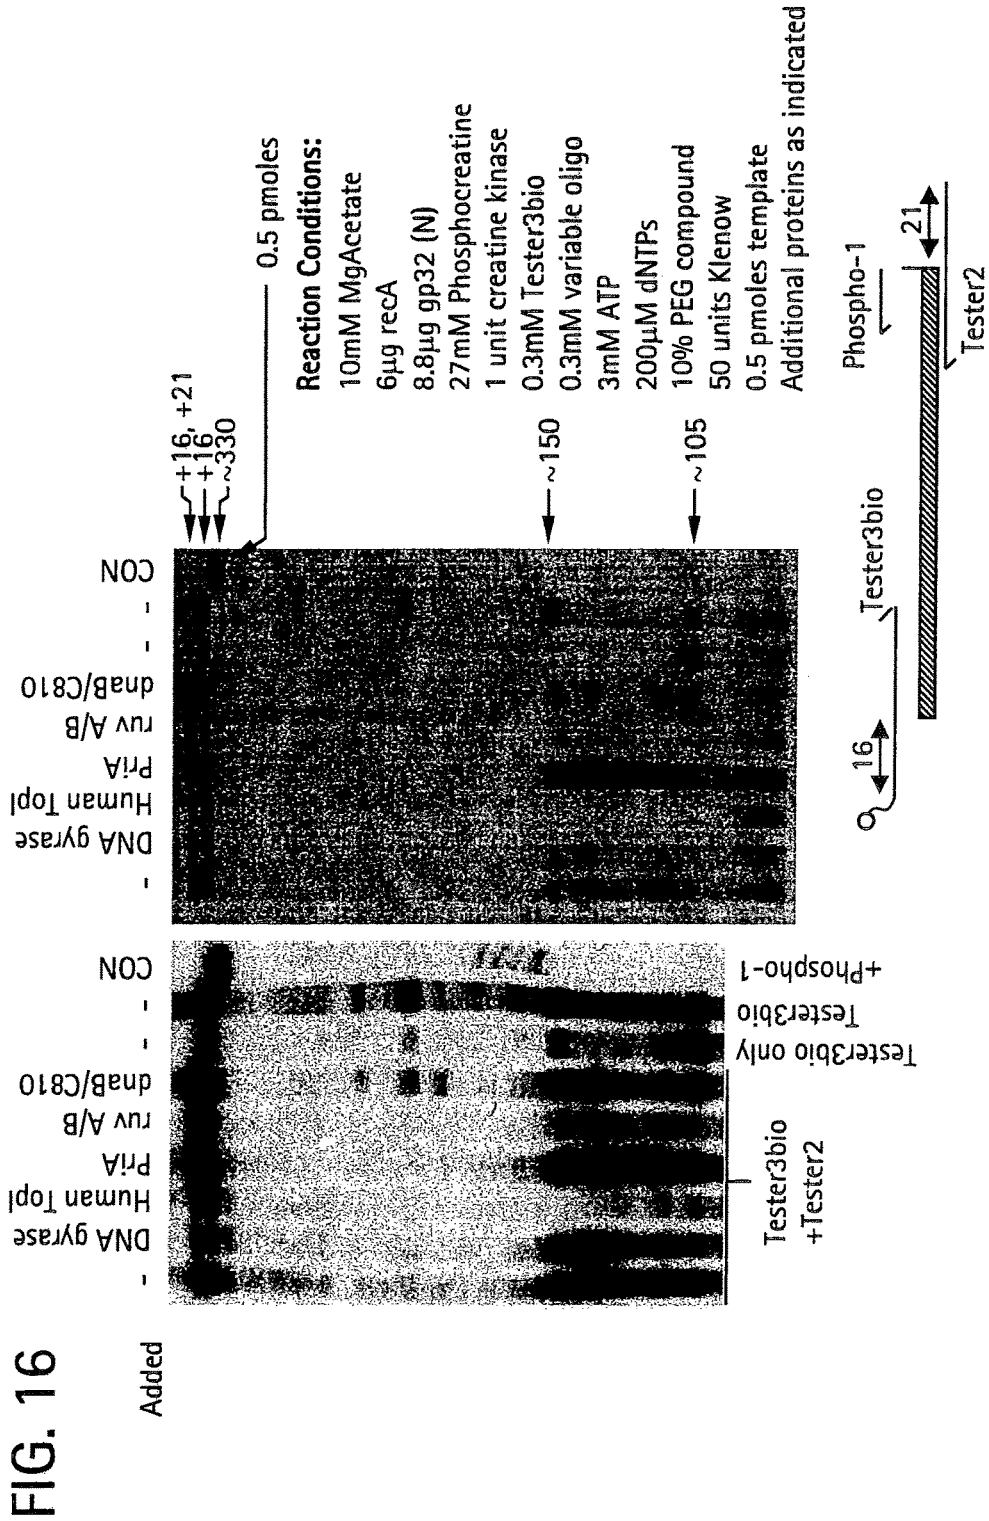 FIG. 16
Added
-
DNA gyrase
Human TopI
PriA
ruv A/B
dnaB/C810
-
-
CON
-
DNA gyrase
Human TopI
PriA
ruv A/B
dnaB/C810
-
-
CON
Tester3bio
+Tester2
Tester3bio only
Tester3bio
+Phospho-1
+16, +21
+16
~330
0.5 pmoles
~150
~105
Reaction Conditions:
10mM MgAcetate
6µg recA
8.8µg gp32 (N)
27mM Phosphocreatine
1 unit creatine kinase
0.3mM Tester3bio
0.3mM variable oligo
3mM ATP
200µM dNTPs
10% PEG compound
50 units Klenow
0.5 pmoles template
Additional proteins as indicated
16
Tester3bio
Phospho-1
21
Tester2